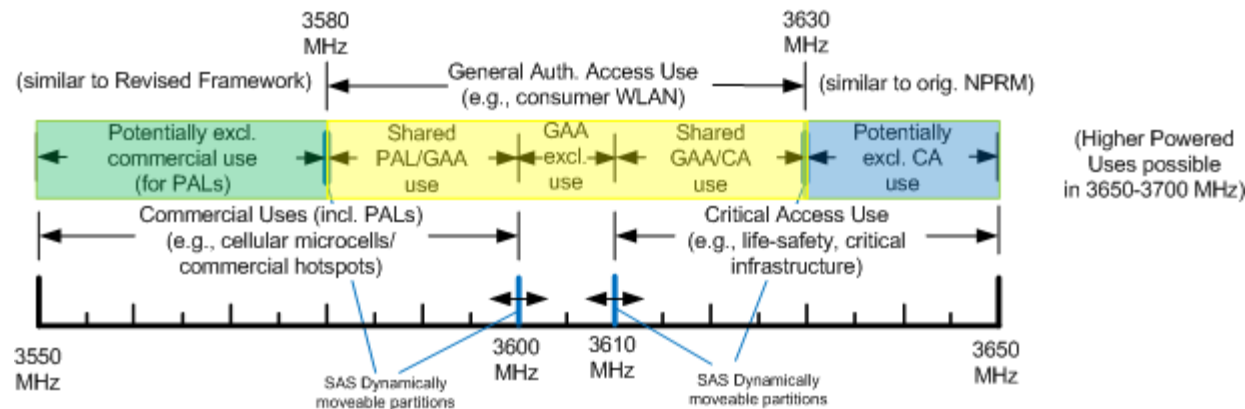 3580
MHz
3630
MHz
(similar to Revised Framework)
General Auth. Access Use
(e.g., consumer WLAN)
(similar to orig. NPRM)
Potentially excl.
commercial use
(for PALs)
Shared
PAL/GAA
use
GAA
excl.
use
Shared
GAA/CA
use
Potentially
excl. CA
use
(Higher Powered
Uses possible
in 3650-3700 MHz)
Commercial Uses (incl. PALs)
(e.g., cellular microcells/
commercial hotspots)
Critical Access Use
(e.g., life-safety, critical
infrastructure)
3550
MHz
3600
MHz
3610
MHz
3650
MHz
SAS Dynamically
moveable partitions
SAS Dynamically
moveable partitions